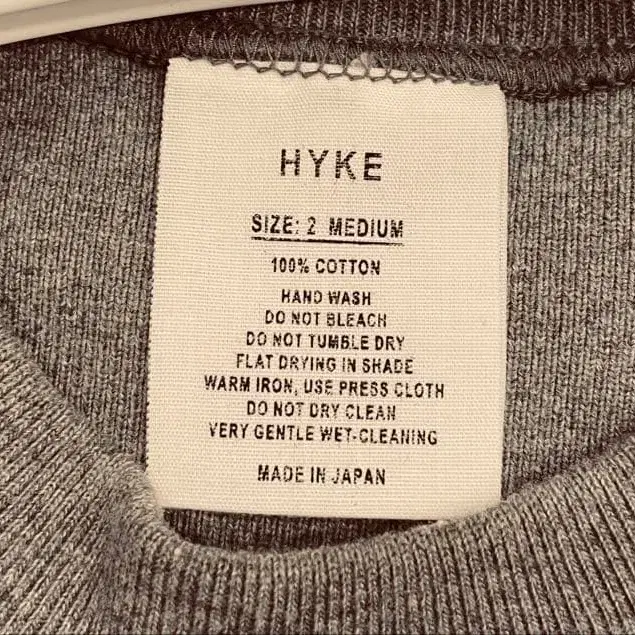 HYKE
SIZE: 2 MEDIUM
100% COTTON
HAND WASH
DO NOT BLEACH
DO NOT TUMBLE DRY
FLAT DRYING IN SHADE
WARM IRON, USE PRESS CLOTH
DO NOT DRY CLEAN
VERY GENTLE WET-CLEANING
MADE IN JAPAN